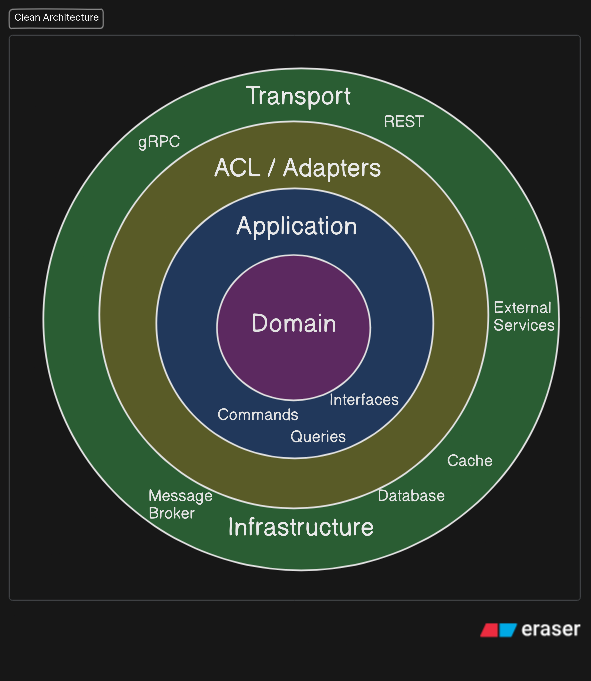 Clean Architecture
Transport
REST
gRPC
ACL / Adapters
Application
External
Services
Domain
Interfaces
Commands
Queries
Cache
Message
Broker
Database
Infrastructure
eraser